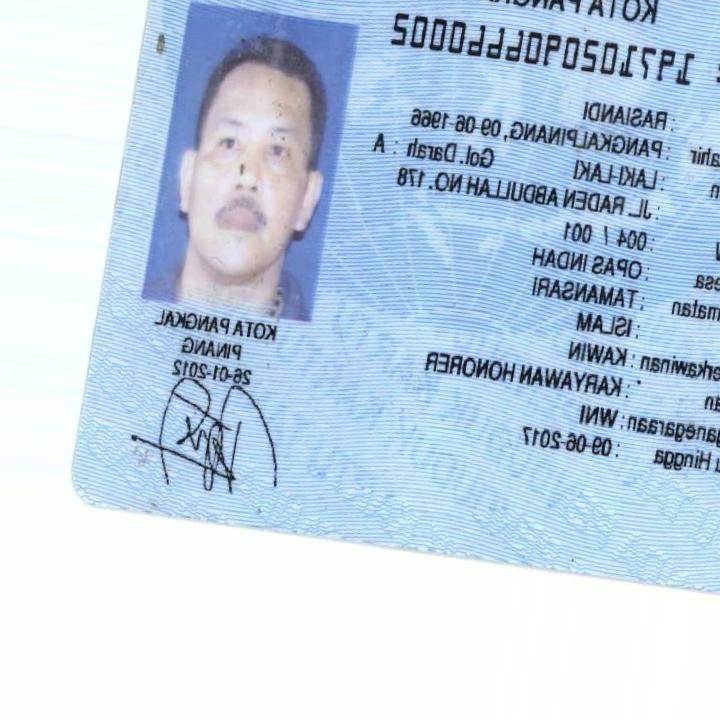 KOTA PANGKA
1971020906660002
: RASIANDI
ahir : PANGKALPINANG, 09-06-1966
n : LAKI-LAKI Gol. Darah : A
: JL. RADEN ABDULLAH NO. 178
: 004 / 001
esa : OPAS INDAH
matan : TAMANSARI
: ISLAM
erkawinan : KAWIN
an : KARYAWAN HONORER
ganegaraan : WNI
u Hingga : 09-06-2017
KOTA PANGKAL
PINANG
26-01-2012